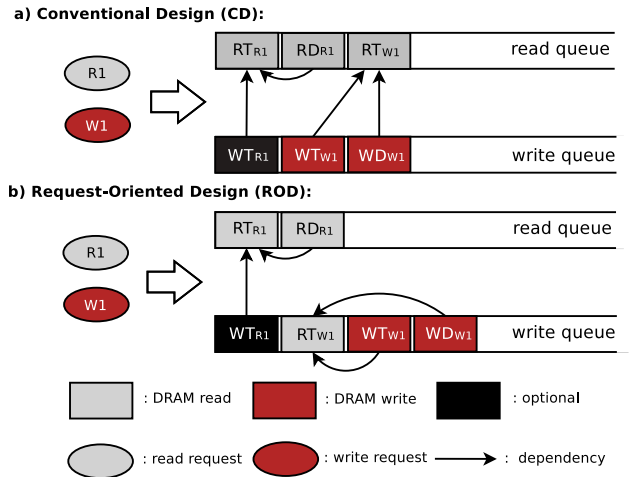 a) Conventional Design (CD):
R1
W1
RTR1 RDR1 RTW1 read queue
WTR1 WTW1 WDW1 write queue
b) Request-Oriented Design (ROD):
R1
W1
RTR1 RDR1 read queue
WTR1 RTW1 WTW1 WDW1 write queue
: DRAM read : DRAM write : optional
: read request : write request : dependency